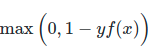 max (0, 1 − yf(x))